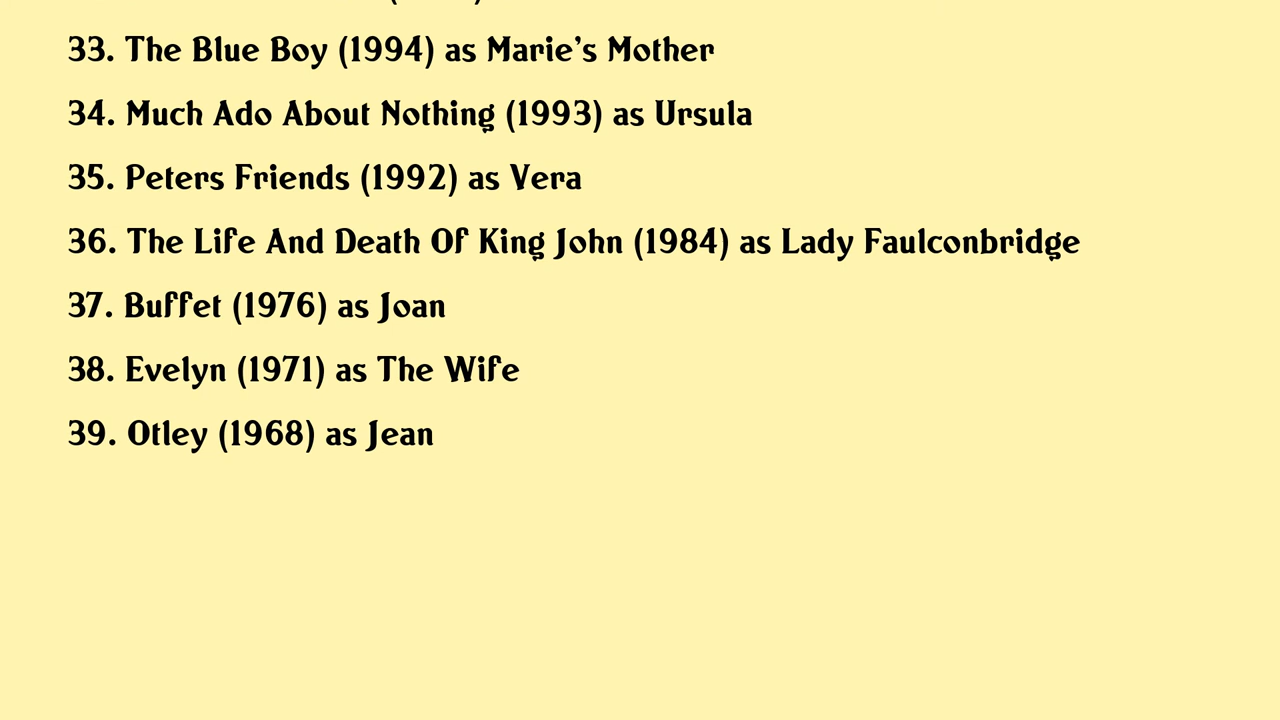 33. The Blue Boy (1994) as Marie's Mother
34. Much Ado About Nothing (1993) as Ursula
35. Peters Friends (1992) as Vera
36. The Life And Death Of King John (1984) as Lady Faulconbridge
37. Buffet (1976) as Joan
38. Evelyn (1971) as The Wife
39. Otley (1968) as Jean